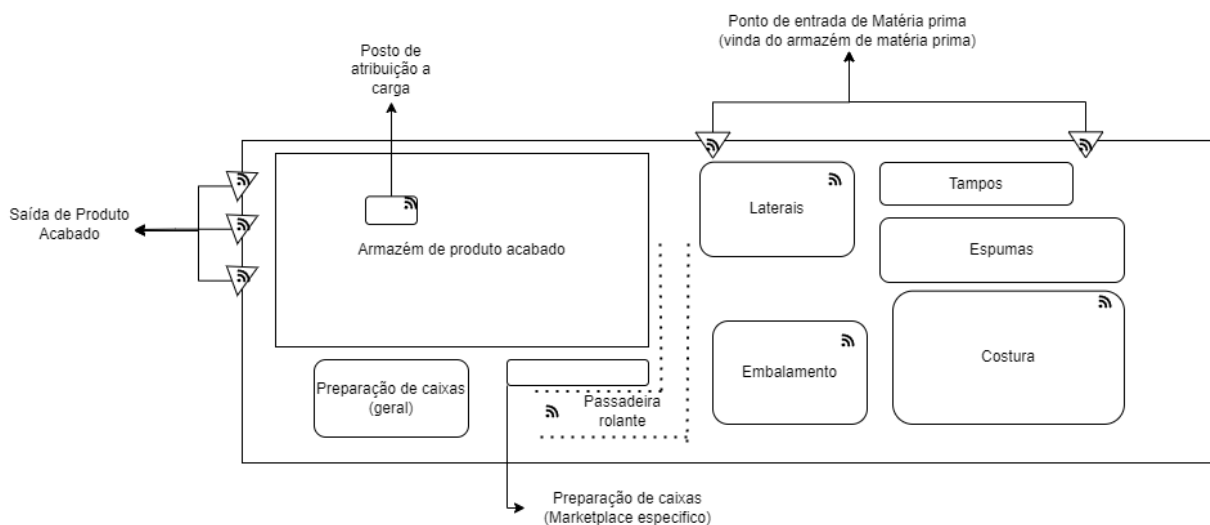 Ponto de entrada de Matéria prima
(vinda do armazém de matéria prima)
Posto de
atribuição a
carga
Saída de Produto
Acabado
Armazém de produto acabado
Laterais
Tampos
Espumas
Costura
Embalamento
Preparação de caixas
(geral)
Passadeira
rolante
Preparação de caixas
(Marketplace especifico)